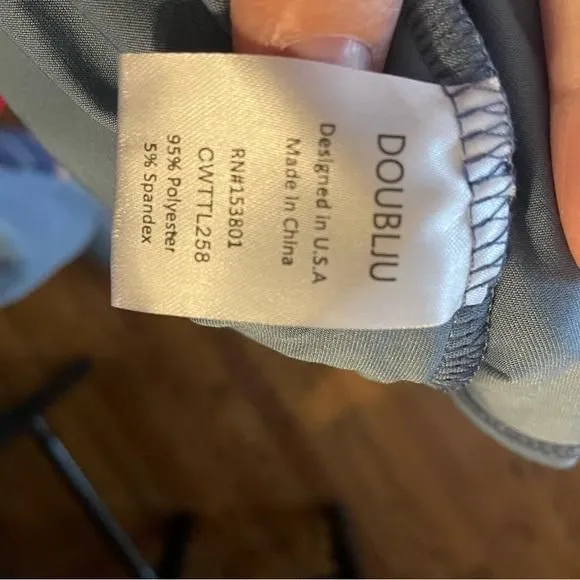 DOUBLJU
Designed in U.S.A
Made In China
RN#153801
CWTTL258
95% Polyester
5% Spandex